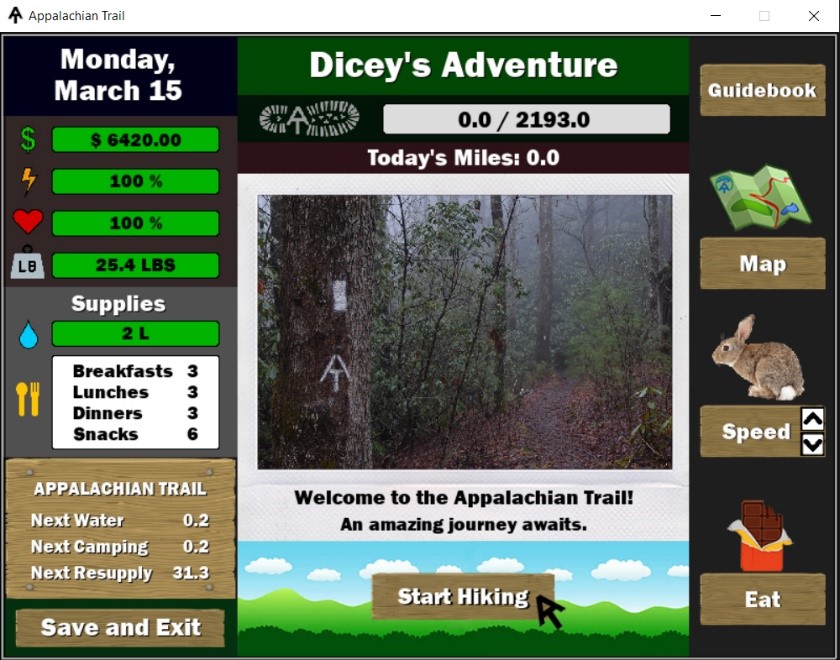 Appalachian Trail
Monday,
March 15
$
$ 6420.00
100 %
100 %
LB
25.4 LBS
Supplies
2 L
Breakfasts 3
Lunches 3
Dinners 3
Snacks 6
APPALACHIAN TRAIL
Next Water 0.2
Next Camping 0.2
Next Resupply 31.3
Save and Exit
Dicey's Adventure
0.0 / 2193.0
Today's Miles: 0.0
Welcome to the Appalachian Trail!
An amazing journey awaits.
Start Hiking
Guidebook
Map
Speed
Eat